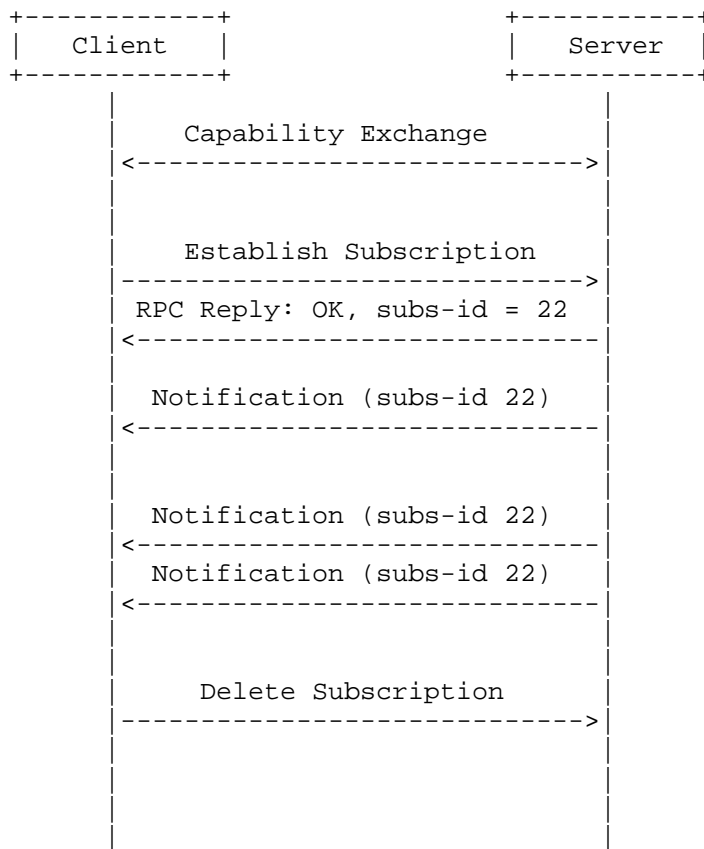 Client Server
Capability Exchange
Establish Subscription
RPC Reply: OK, subs-id = 22
Notification (subs-id 22)
Notification (subs-id 22)
Notification (subs-id 22)
Delete Subscription